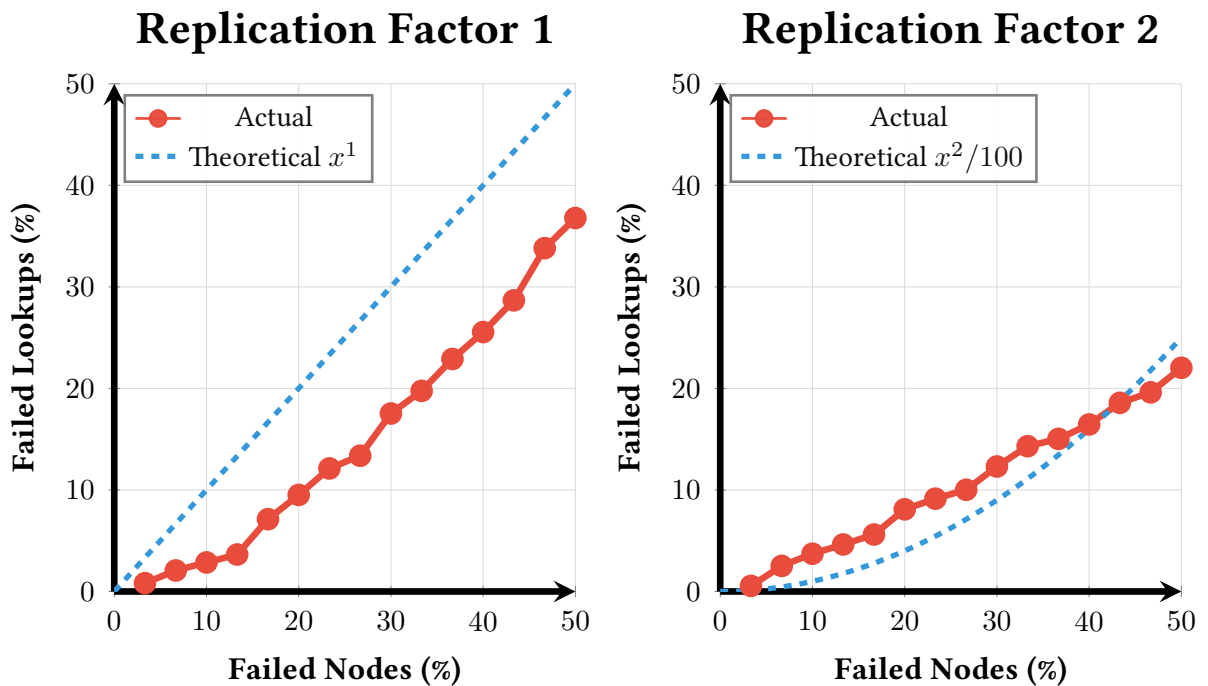 Replication Factor 1
50
40
30
20
10
0
Failed Lookups (%)
Actual
Theoretical x¹
0 10 20 30 40 50
Failed Nodes (%)
Replication Factor 2
50
40
30
20
10
0
Failed Lookups (%)
Actual
Theoretical x²/100
0 10 20 30 40 50
Failed Nodes (%)